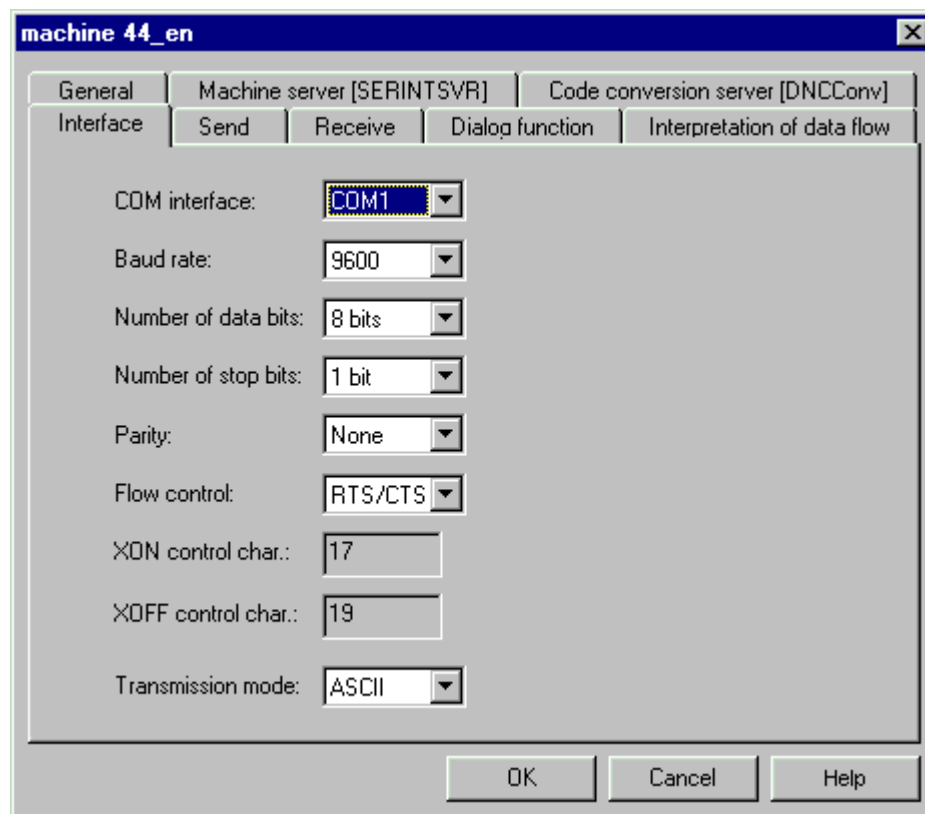 machine 44_en
General Machine server [SERINTSVR] Code conversion server [DNCConv]
Interface Send Receive Dialog function Interpretation of data flow
COM interface: COM1
Baud rate: 9600
Number of data bits: 8 bits
Number of stop bits: 1 bit
Parity: None
Flow control: RTS/CTS
XON control char.: 17
XOFF control char.: 19
Transmission mode: ASCII
OK Cancel Help